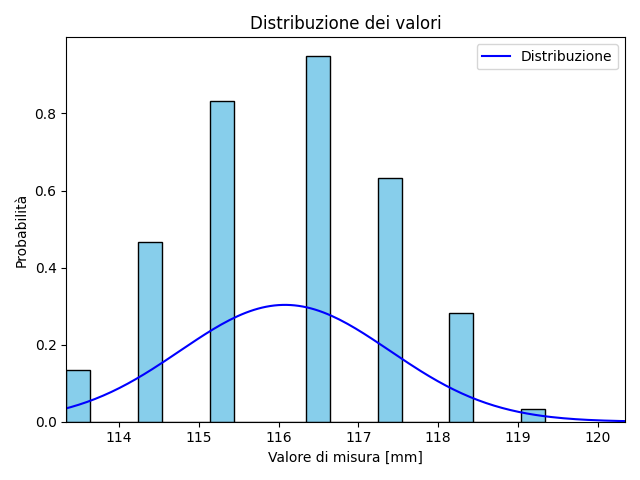 Distribuzione dei valori
Distribuzione
Probabilità
0.8
0.6
0.4
0.2
0.0
114 115 116 117 118 119 120
Valore di misura [mm]